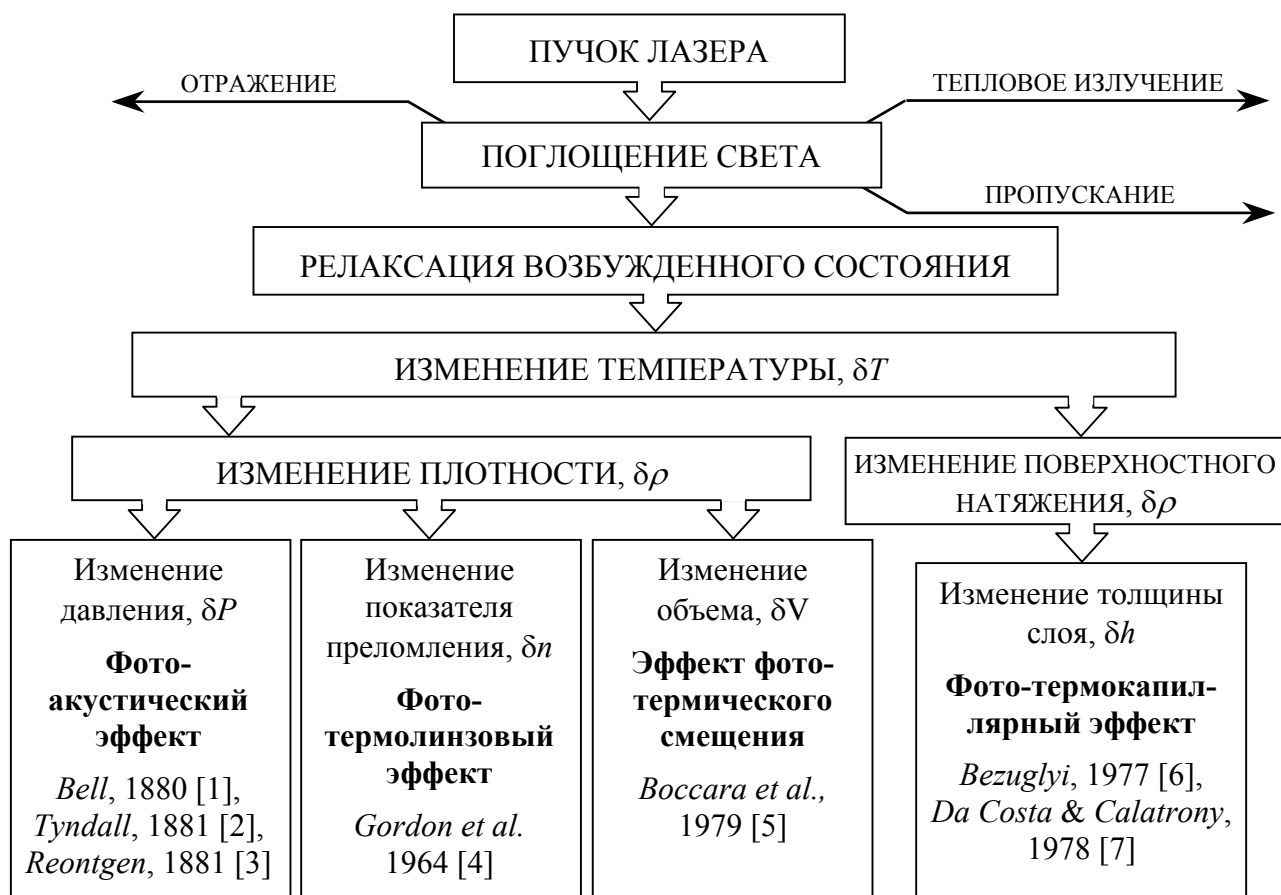 ПУЧОК ЛАЗЕРА
ОТРАЖЕНИЕ
ТЕПЛОВОЕ ИЗЛУЧЕНИЕ
ПОГЛОЩЕНИЕ СВЕТА
ПРОПУСКАНИЕ
РЕЛАКСАЦИЯ ВОЗБУЖДЕННОГО СОСТОЯНИЯ
ИЗМЕНЕНИЕ ТЕМПЕРАТУРЫ, δT
ИЗМЕНЕНИЕ ПЛОТНОСТИ, δρ
ИЗМЕНЕНИЕ ПОВЕРХНОСТНОГО
НАТЯЖЕНИЯ, δρ
Изменение
давления, δP
Фото-
акустический
эффект
Bell, 1880 [1],
Tyndall, 1881 [2],
Reontgen, 1881 [3]
Изменение
показателя
преломления, δn
Фото-
термолинзовый
эффект
Gordon et al.
1964 [4]
Изменение
объема, δV
Эффект фото-
термического
смещения
Boccara et al.,
1979 [5]
Изменение толщины
слоя, δh
Фото-термокапил-
лярный эффект
Bezuglyi, 1977 [6],
Da Costa & Calatrony,
1978 [7]